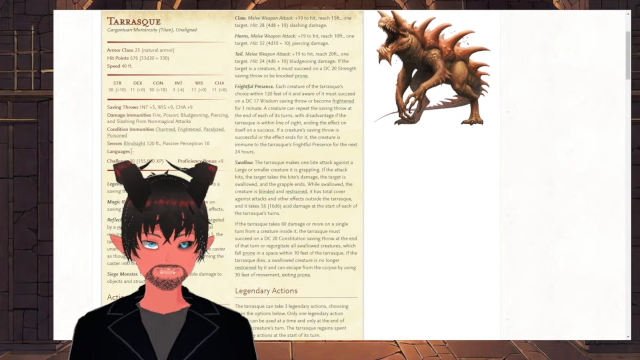 TARRASQUE
Gargantuan Monstrosity (Titan), Unaligned
Armor Class 25 (natural armor)
Hit Points 676 (33d20 + 330)
Speed 40 ft.
STR DEX CON INT WIS CHA
30 (+10) 11 (+0) 30 (+10) 3 (-4) 11 (+0) 11 (+0)
Saving Throws INT +5, WIS +9, CHA +9
Damage Immunities Fire, Poison; Bludgeoning, Piercing,
and Slashing from Nonmagical Attacks
Condition Immunities Charmed, Frightened, Paralyzed,
Poisoned
Senses Blindsight 120 ft., Passive Perception 10
Languages -
Proficiency Bonus +9
Siege Monster
to objects and
Claw. Melee Weapon Attack: +19 to hit, reach 15ft., one
target. Hit: 28 (4d8 + 10) slashing damage.
Horns. Melee Weapon Attack: +19 to hit, reach 10ft., one
target. Hit: 32 (4d10 + 10) piercing damage.
Tail. Melee Weapon Attack: +19 to hit, reach 20ft., one
target. Hit: 24 (4d6 + 10) bludgeoning damage. If the
target is a creature, it must succeed on a DC 20 Strength
saving throw or be knocked prone.
Frightful Presence. Each creature of the tarrasque's
choice within 120 feet of it and aware of it must succeed
on a DC 17 Wisdom saving throw or become frightened
for 1 minute. A creature can repeat the saving throw at
the end of each of its turns, with disadvantage if the
tarrasque is within line of sight, ending the effect on
itself on a success. If a creature's saving throw is
successful or the effect ends for it, the creature is
immune to the tarrasque's Frightful Presence for the next
24 hours.
Swallow. The tarrasque makes one bite attack against a
Large or smaller creature it is grappling. If the attack
hits, the target takes the bite's damage, the target is
swallowed, and the grapple ends. While swallowed, the
creature is blinded and restrained, it has total cover
against attacks and other effects outside the tarrasque,
and it takes 56 (16d6) acid damage at the start of each of
the tarrasque's turns.
If the tarrasque takes 60 damage or more on a single
turn from a creature inside it, the tarrasque must
succeed on a DC 20 Constitution saving throw at the end
of that turn or regurgitate all swallowed creatures, which
fall prone in a space within 10 feet of the tarrasque. If the
tarrasque dies, a swallowed creature is no longer
restrained by it and can escape from the corpse by using
30 feet of movement, exiting prone.
Legendary Actions
The tarrasque can take 3 legendary actions, choosing
the options below. Only one legendary action
can be used at a time and only at the end of
creature's turn. The tarrasque regains spent
actions at the start of its turn.